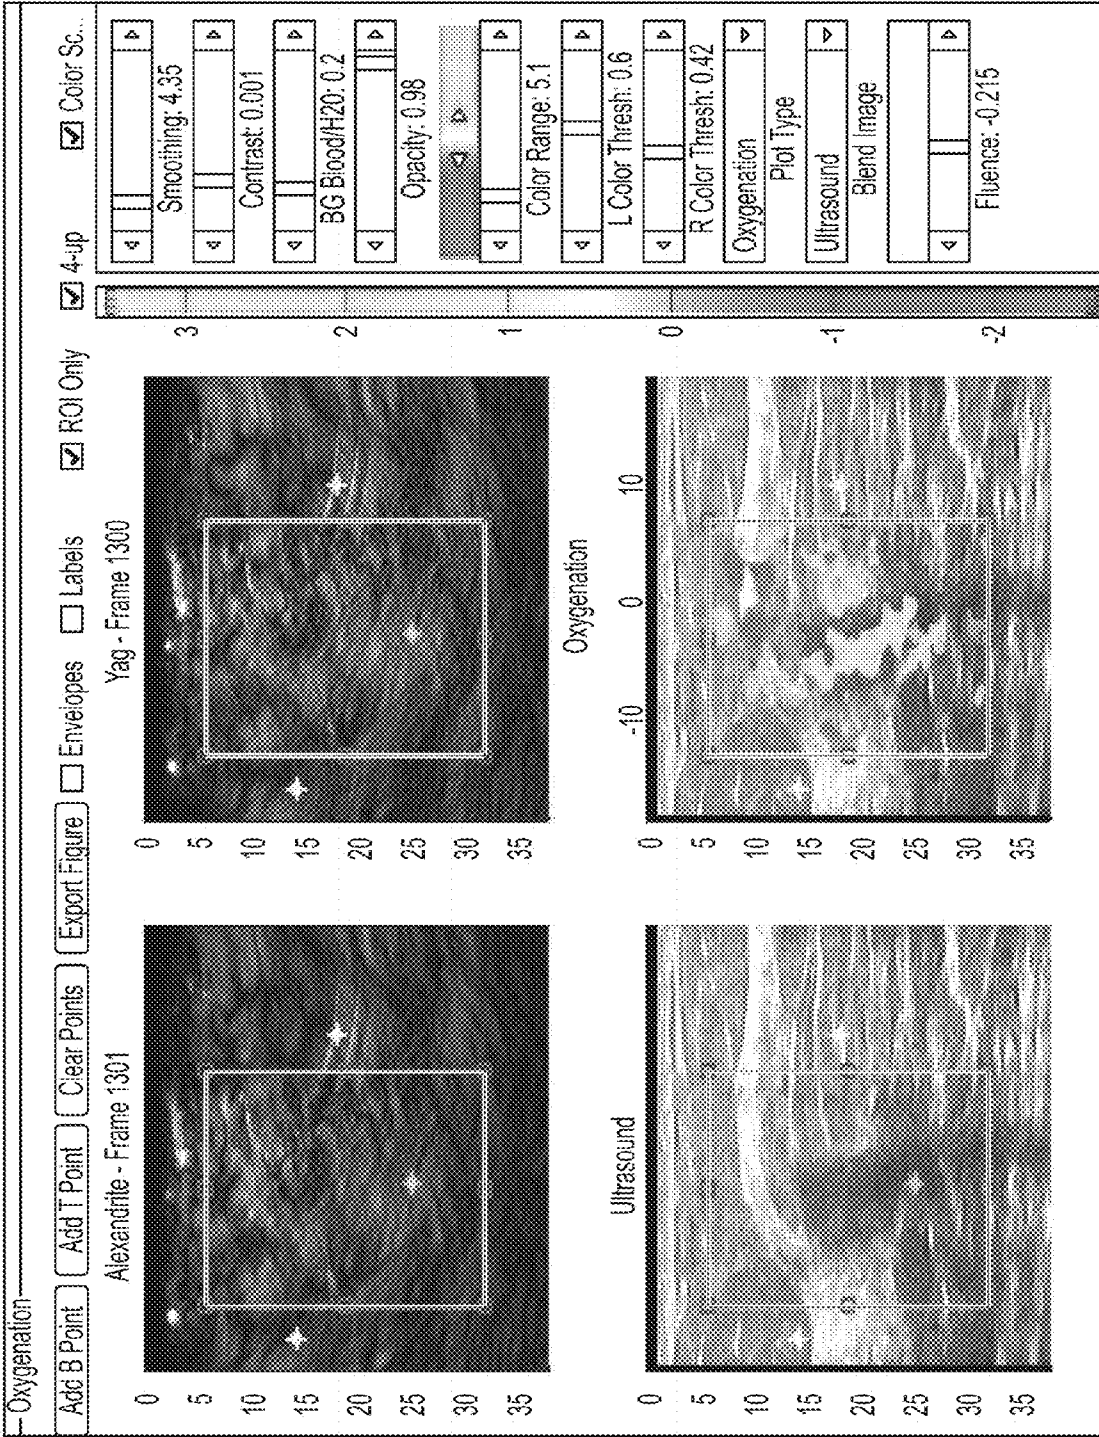 Oxygenation
Add B Point Add T Point Clear Points Export Figure Envelopes Labels ROI Only 4-up Color Sc...
Alexandrite - Frame 1301
0
5
10
15
20
25
30
35
Yag - Frame 1300
0
5
10
15
20
25
30
35
Ultrasound
0
5
10
15
20
25
30
35
Oxygenation
-10 0 10
0
5
10
15
20
25
30
35
3
2
1
0
-1
-2
Smoothing: 4.35
Contrast: 0.001
BG Blood/H20: 0.2
Opacity: 0.98
Color Range: 5.1
L Color Thresh: 0.6
R Color Thresh: 0.42
Oxygenation
Plot Type
Ultrasound
Blend Image
Fluence: -0.215